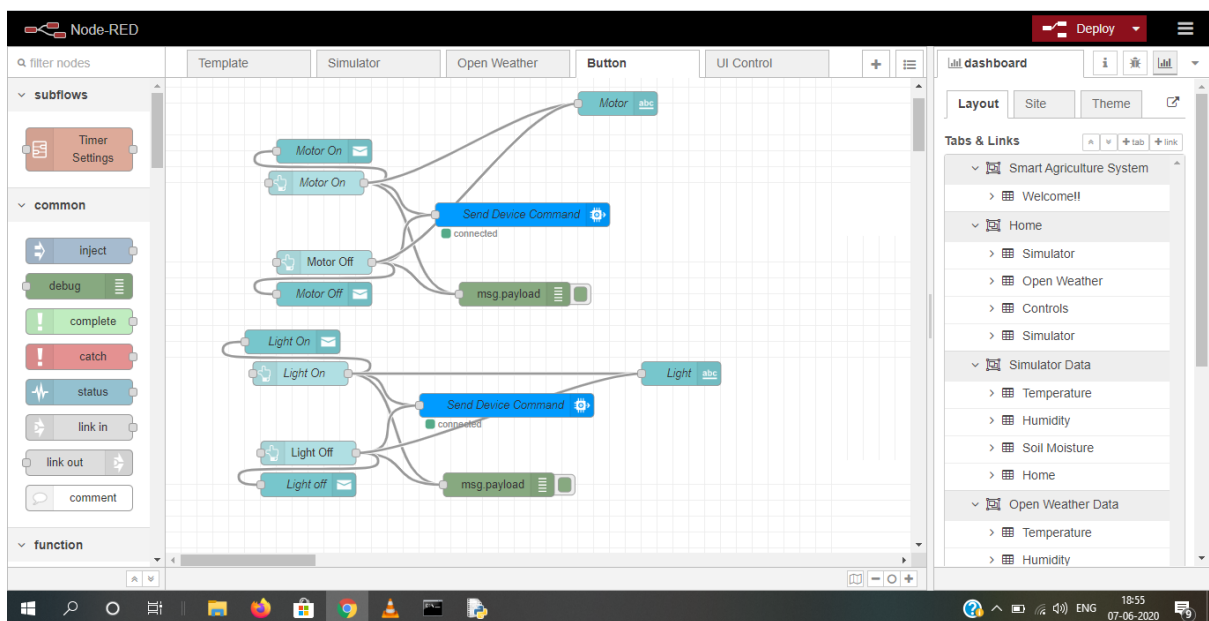 Node-RED
Deploy
filter nodes
Template
Simulator
Open Weather
Button
UI Control
dashboard
i
subflows
Timer
Settings
common
inject
debug
complete
catch
status
link in
link out
comment
function
Motor abc
Motor On
Motor On
Send Device Command
connected
Motor Off
Motor Off
msg.payload
Light On
Light On
Light abc
Send Device Command
connected
Light Off
Light off
msg.payload
Layout
Site
Theme
Tabs & Links
+tab
+link
Smart Agriculture System
Welcome!!
Home
Simulator
Open Weather
Controls
Simulator
Simulator Data
Temperature
Humidity
Soil Moisture
Home
Open Weather Data
Temperature
Humidity
ENG
18:55
07-06-2020